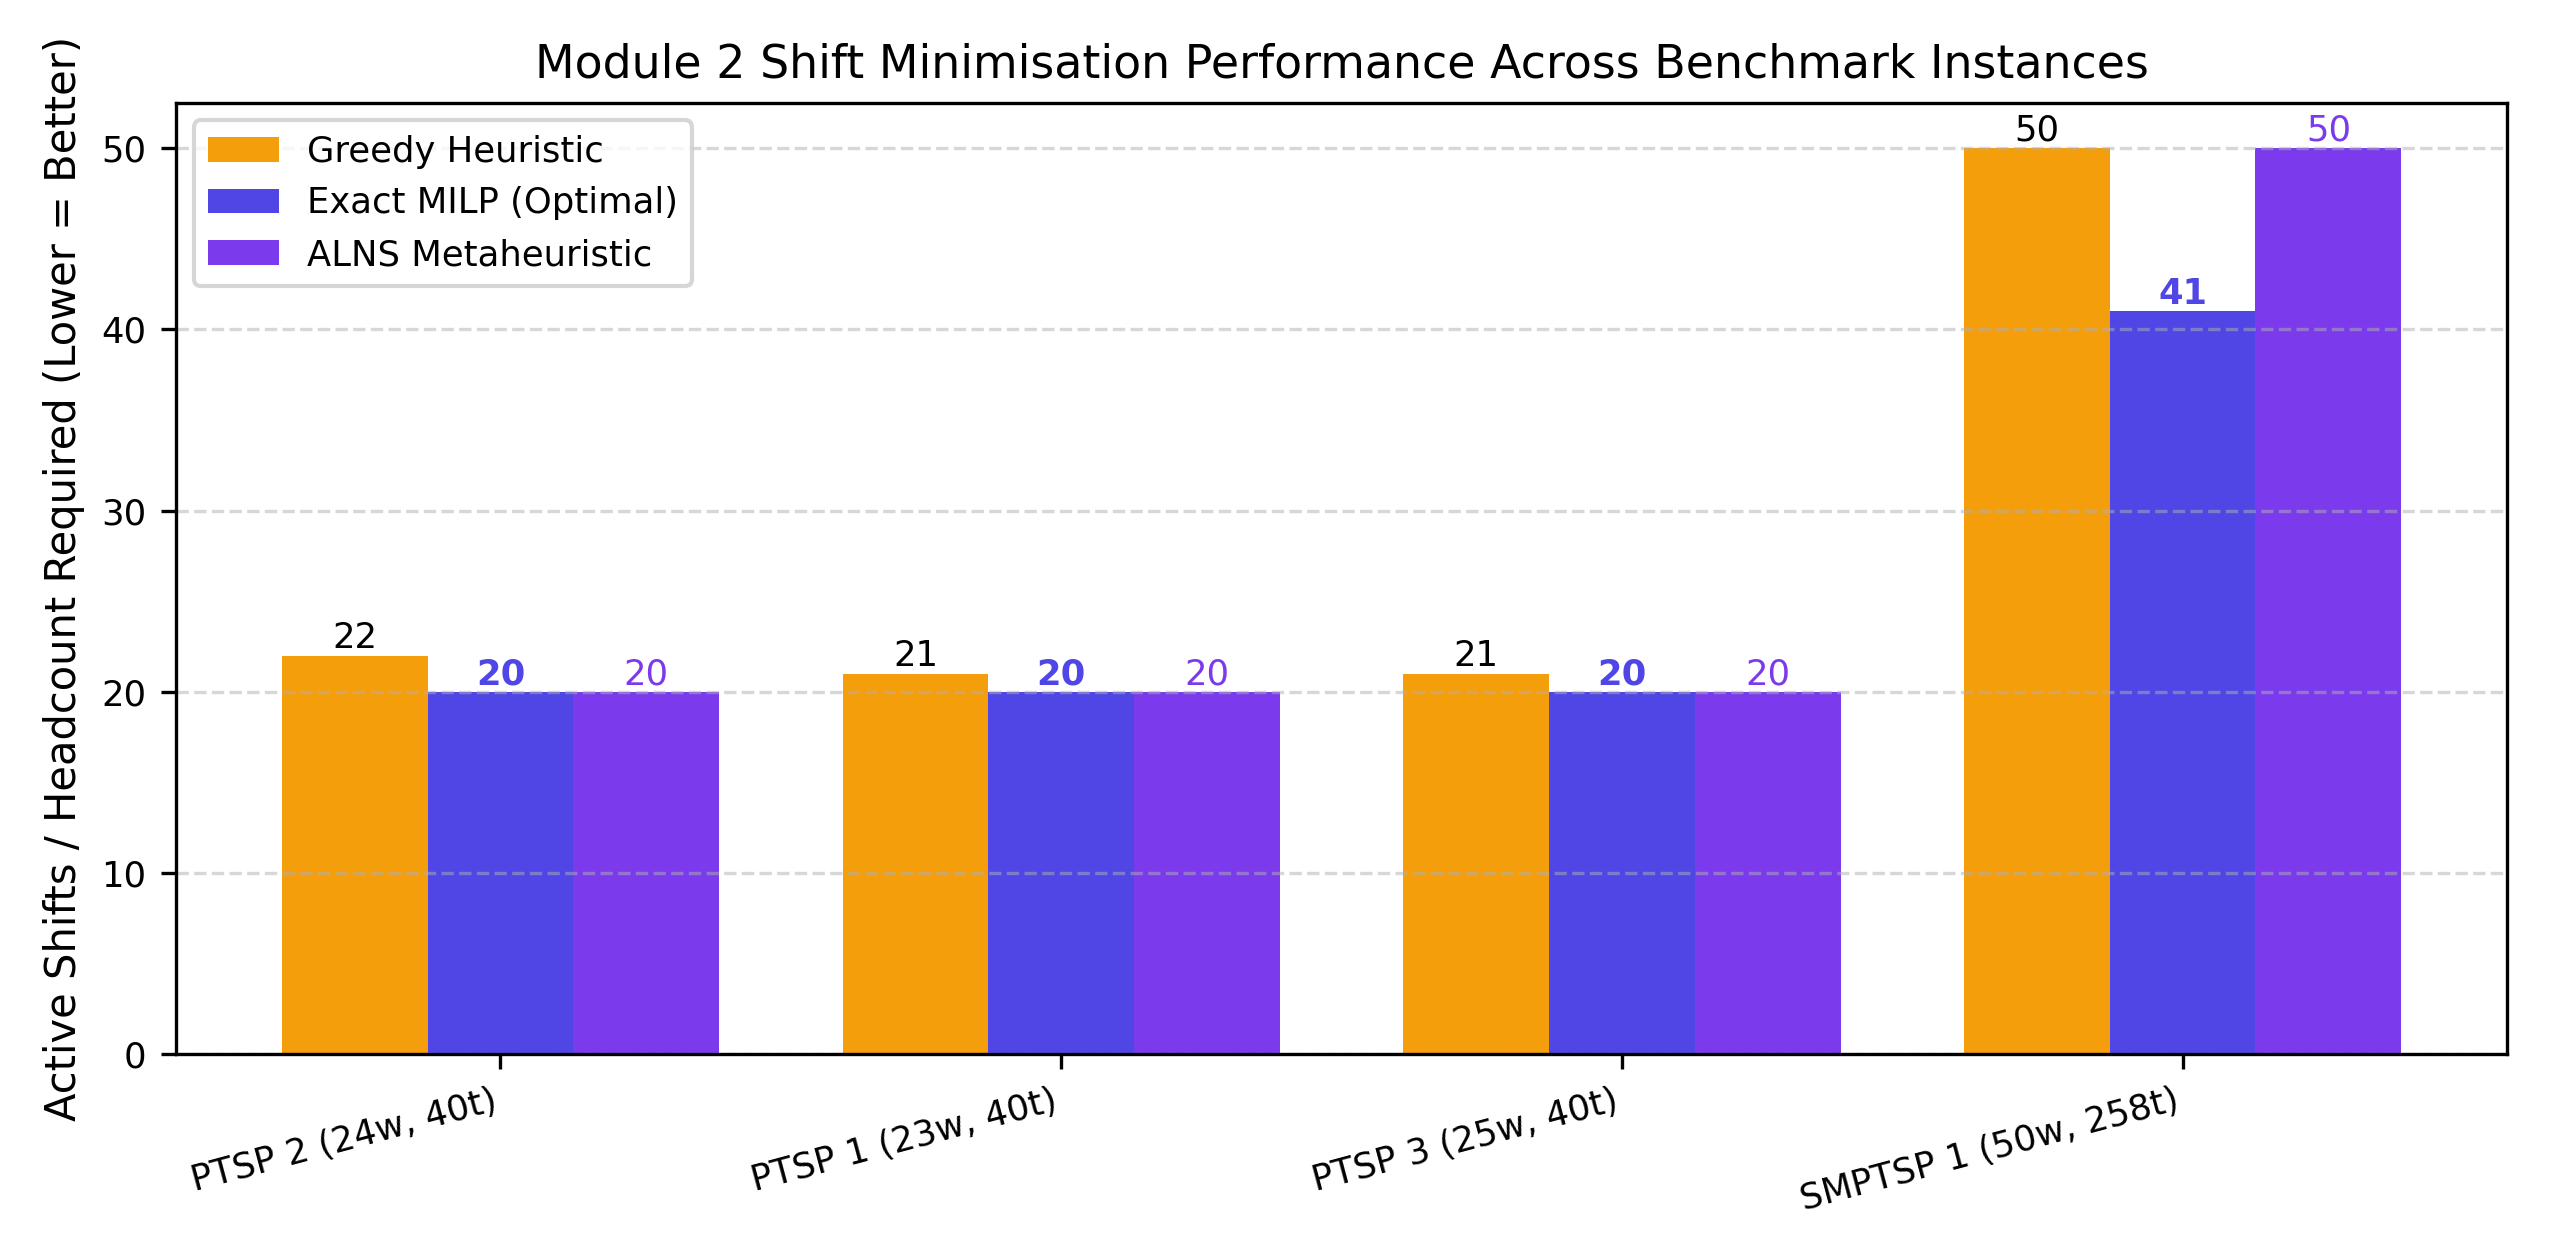 Module 2 Shift Minimisation Performance Across Benchmark Instances
Active Shifts / Headcount Required (Lower = Better)
Greedy Heuristic
Exact MILP (Optimal)
ALNS Metaheuristic
50
40
30
20
10
0
22
20
20
21
20
20
21
20
20
50
41
50
PTSP 2 (24w, 40t)
PTSP 1 (23w, 40t)
PTSP 3 (25w, 40t)
SMPTSP 1 (50w, 258t)